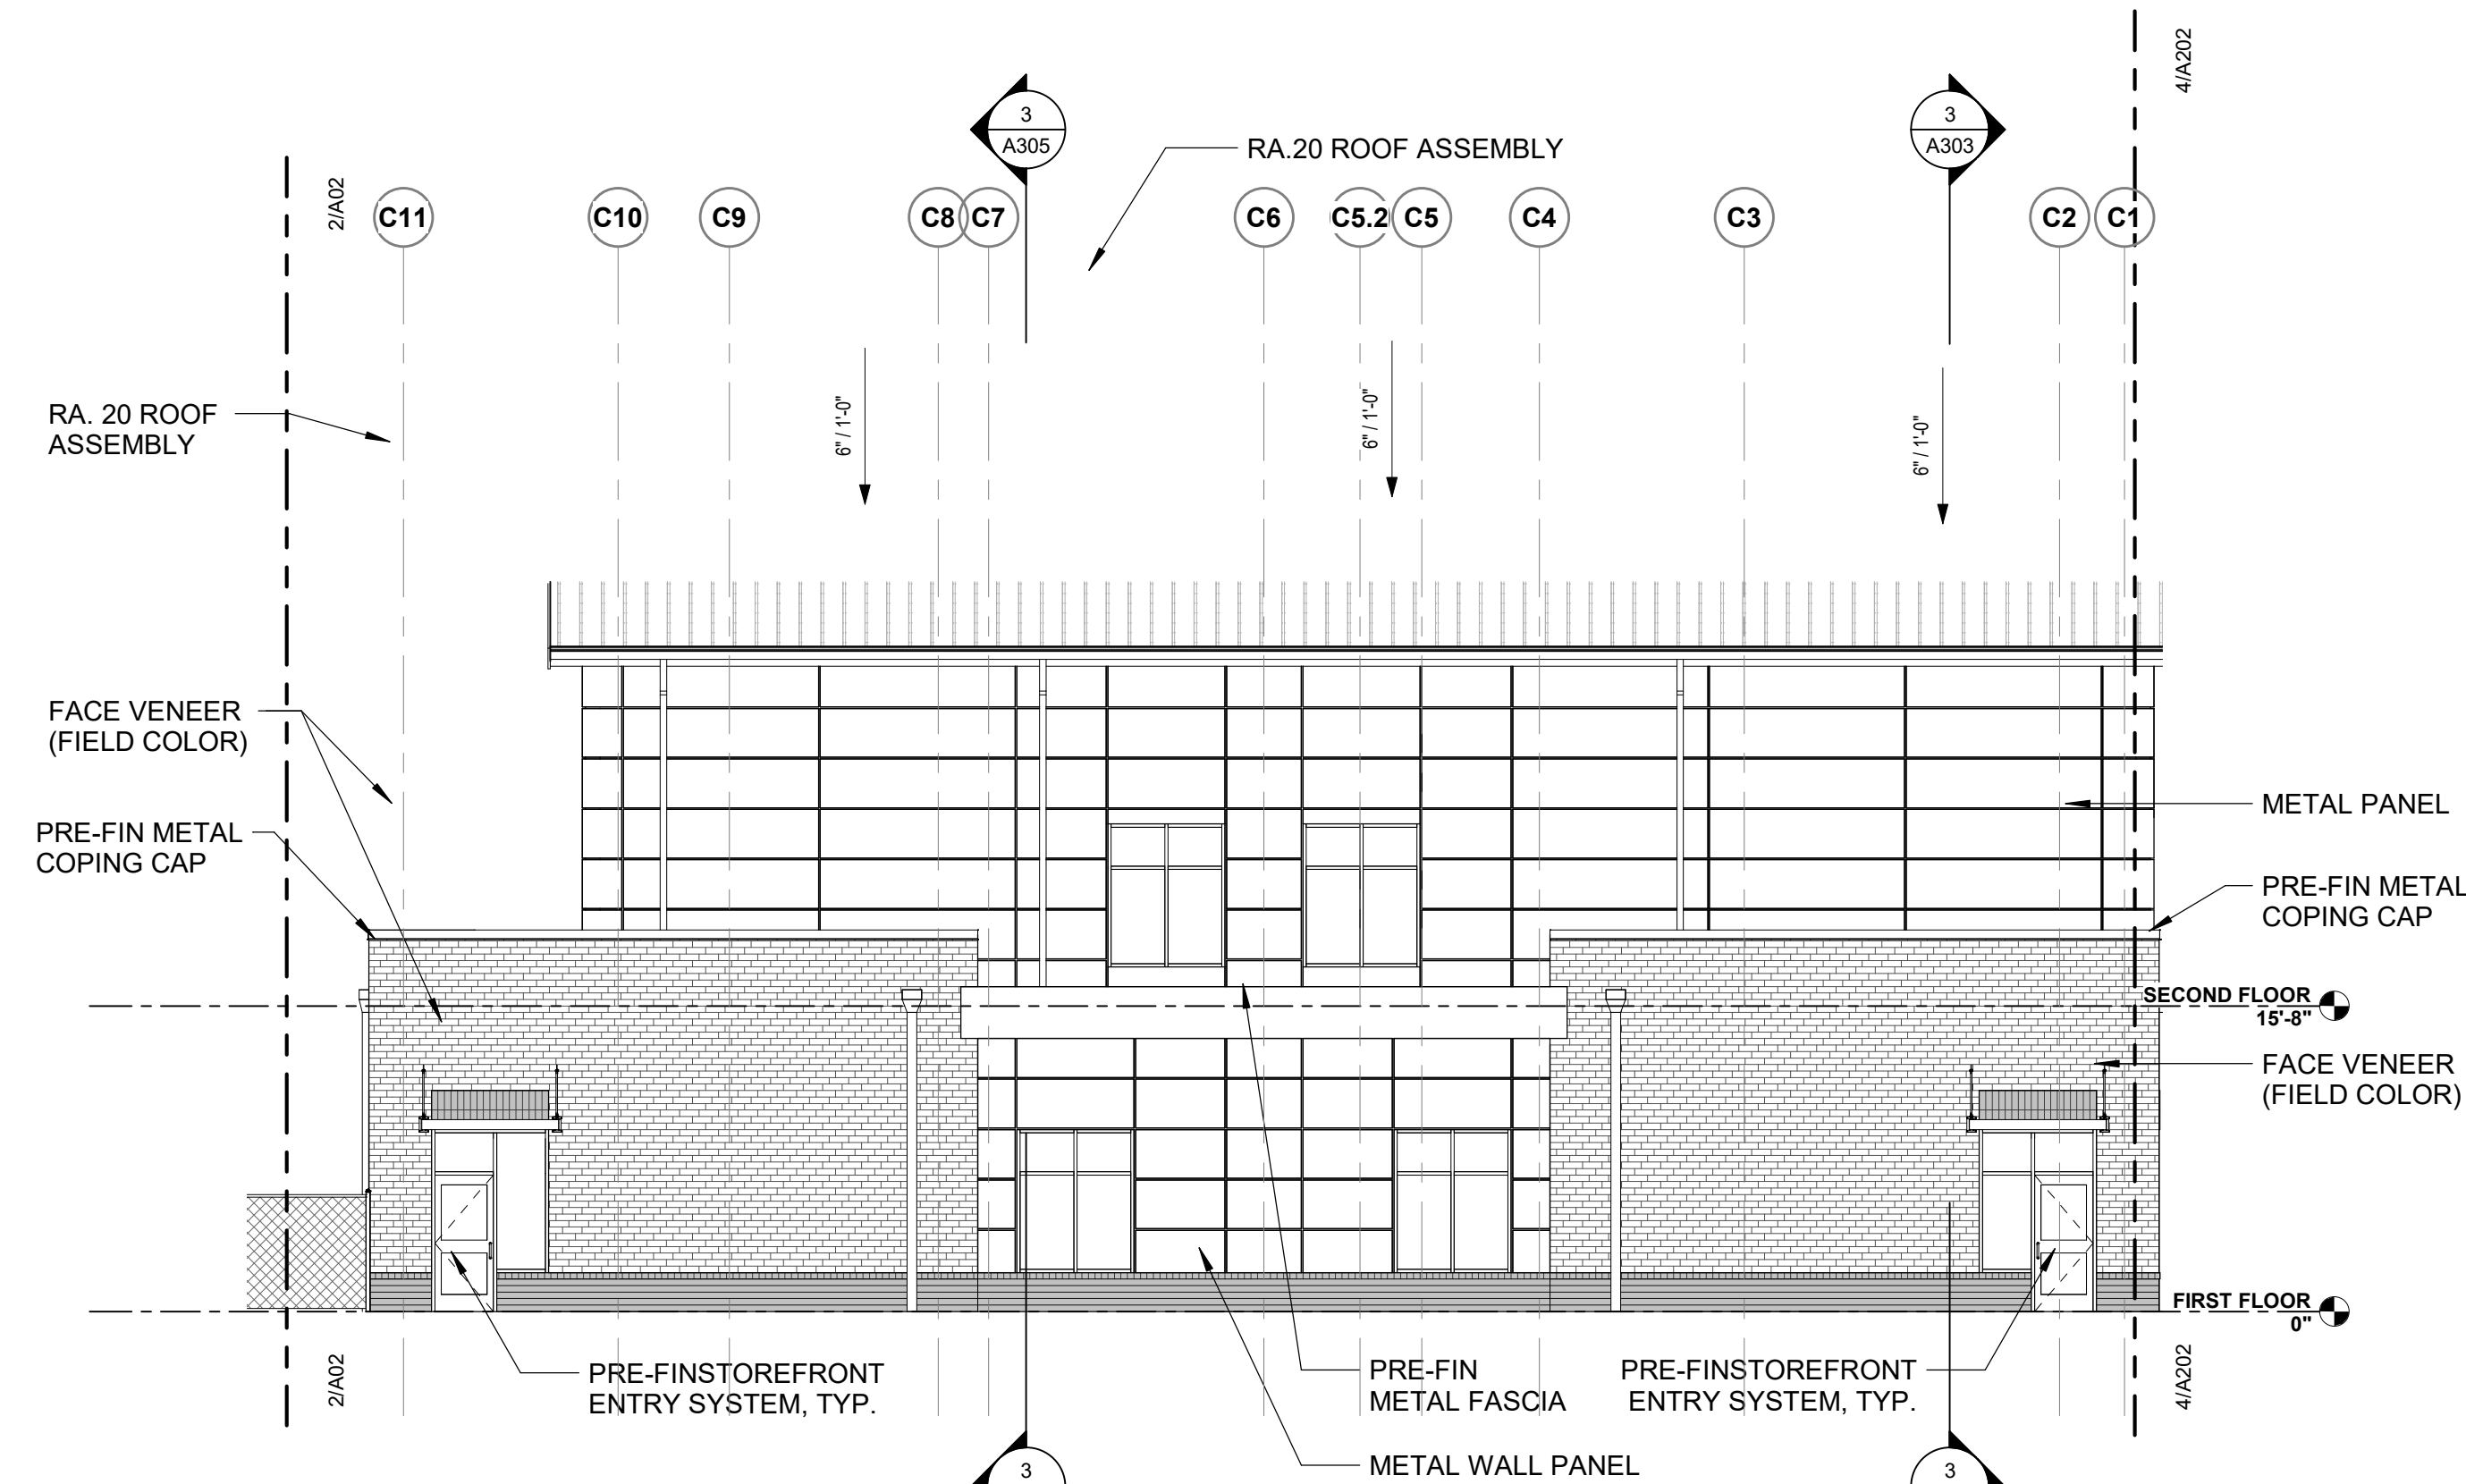 4/A202
3
A305
3
A303
RA.20 ROOF ASSEMBLY
2/A02
C11
C10
C9
C8
C7
C6
C5.2
C5
C4
C3
C2
C1
RA. 20 ROOF
ASSEMBLY
6" / 1'-0"
6" / 1'-0"
6" / 1'-0"
FACE VENEER
(FIELD COLOR)
PRE-FIN METAL
COPING CAP
METAL PANEL
PRE-FIN METAL
COPING CAP
SECOND FLOOR
15'-8"
FACE VENEER
(FIELD COLOR)
FIRST FLOOR
0"
2/A02
PRE-FINSTOREFRONT
ENTRY SYSTEM, TYP.
PRE-FIN
METAL FASCIA
PRE-FINSTOREFRONT
ENTRY SYSTEM, TYP.
4/A202
METAL WALL PANEL
3
3